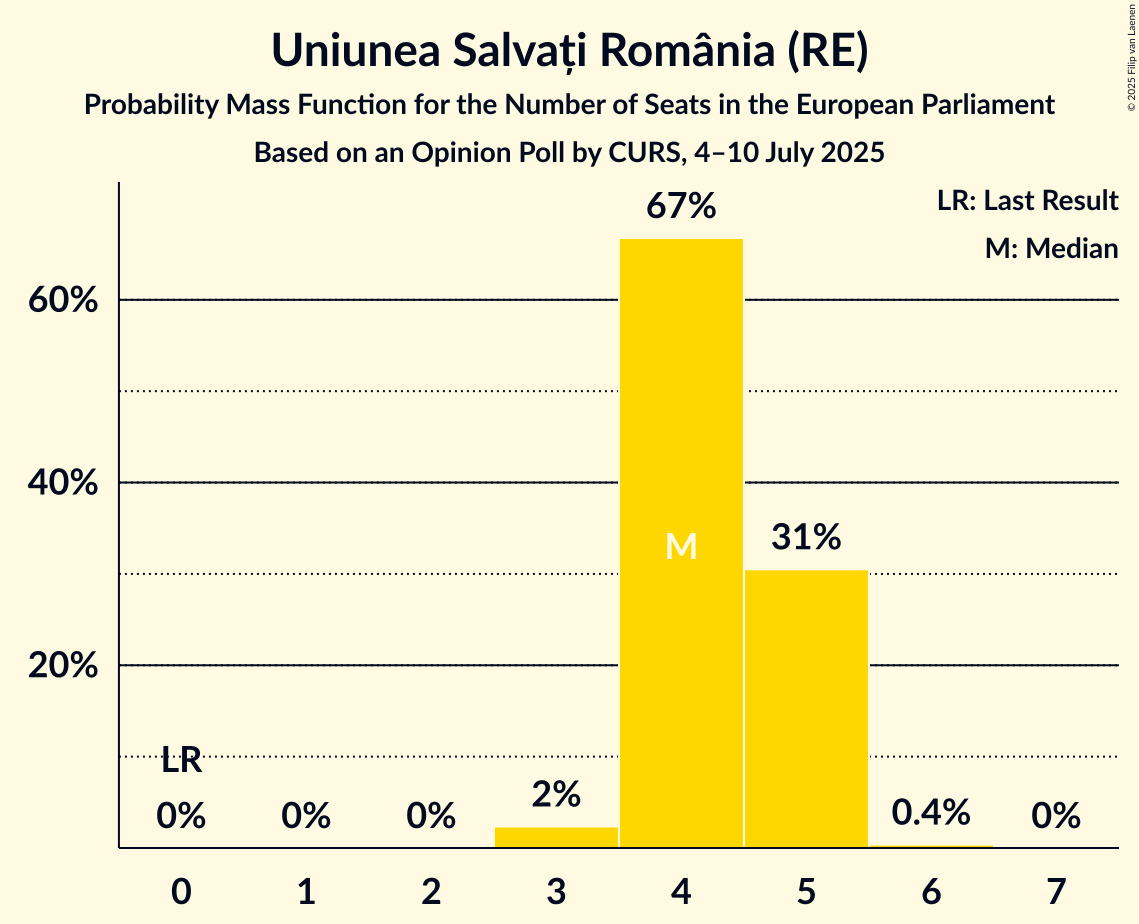 Uniunea Salvați România (RE)
Probability Mass Function for the Number of Seats in the European Parliament
Based on an Opinion Poll by CURS, 4–10 July 2025
© 2025 Filip van Laenen
LR: Last Result
M: Median
67%
60%
40%
31%
M
20%
LR
0%
0%
0%
2%
0.4%
0%
0
1
2
3
4
5
6
7